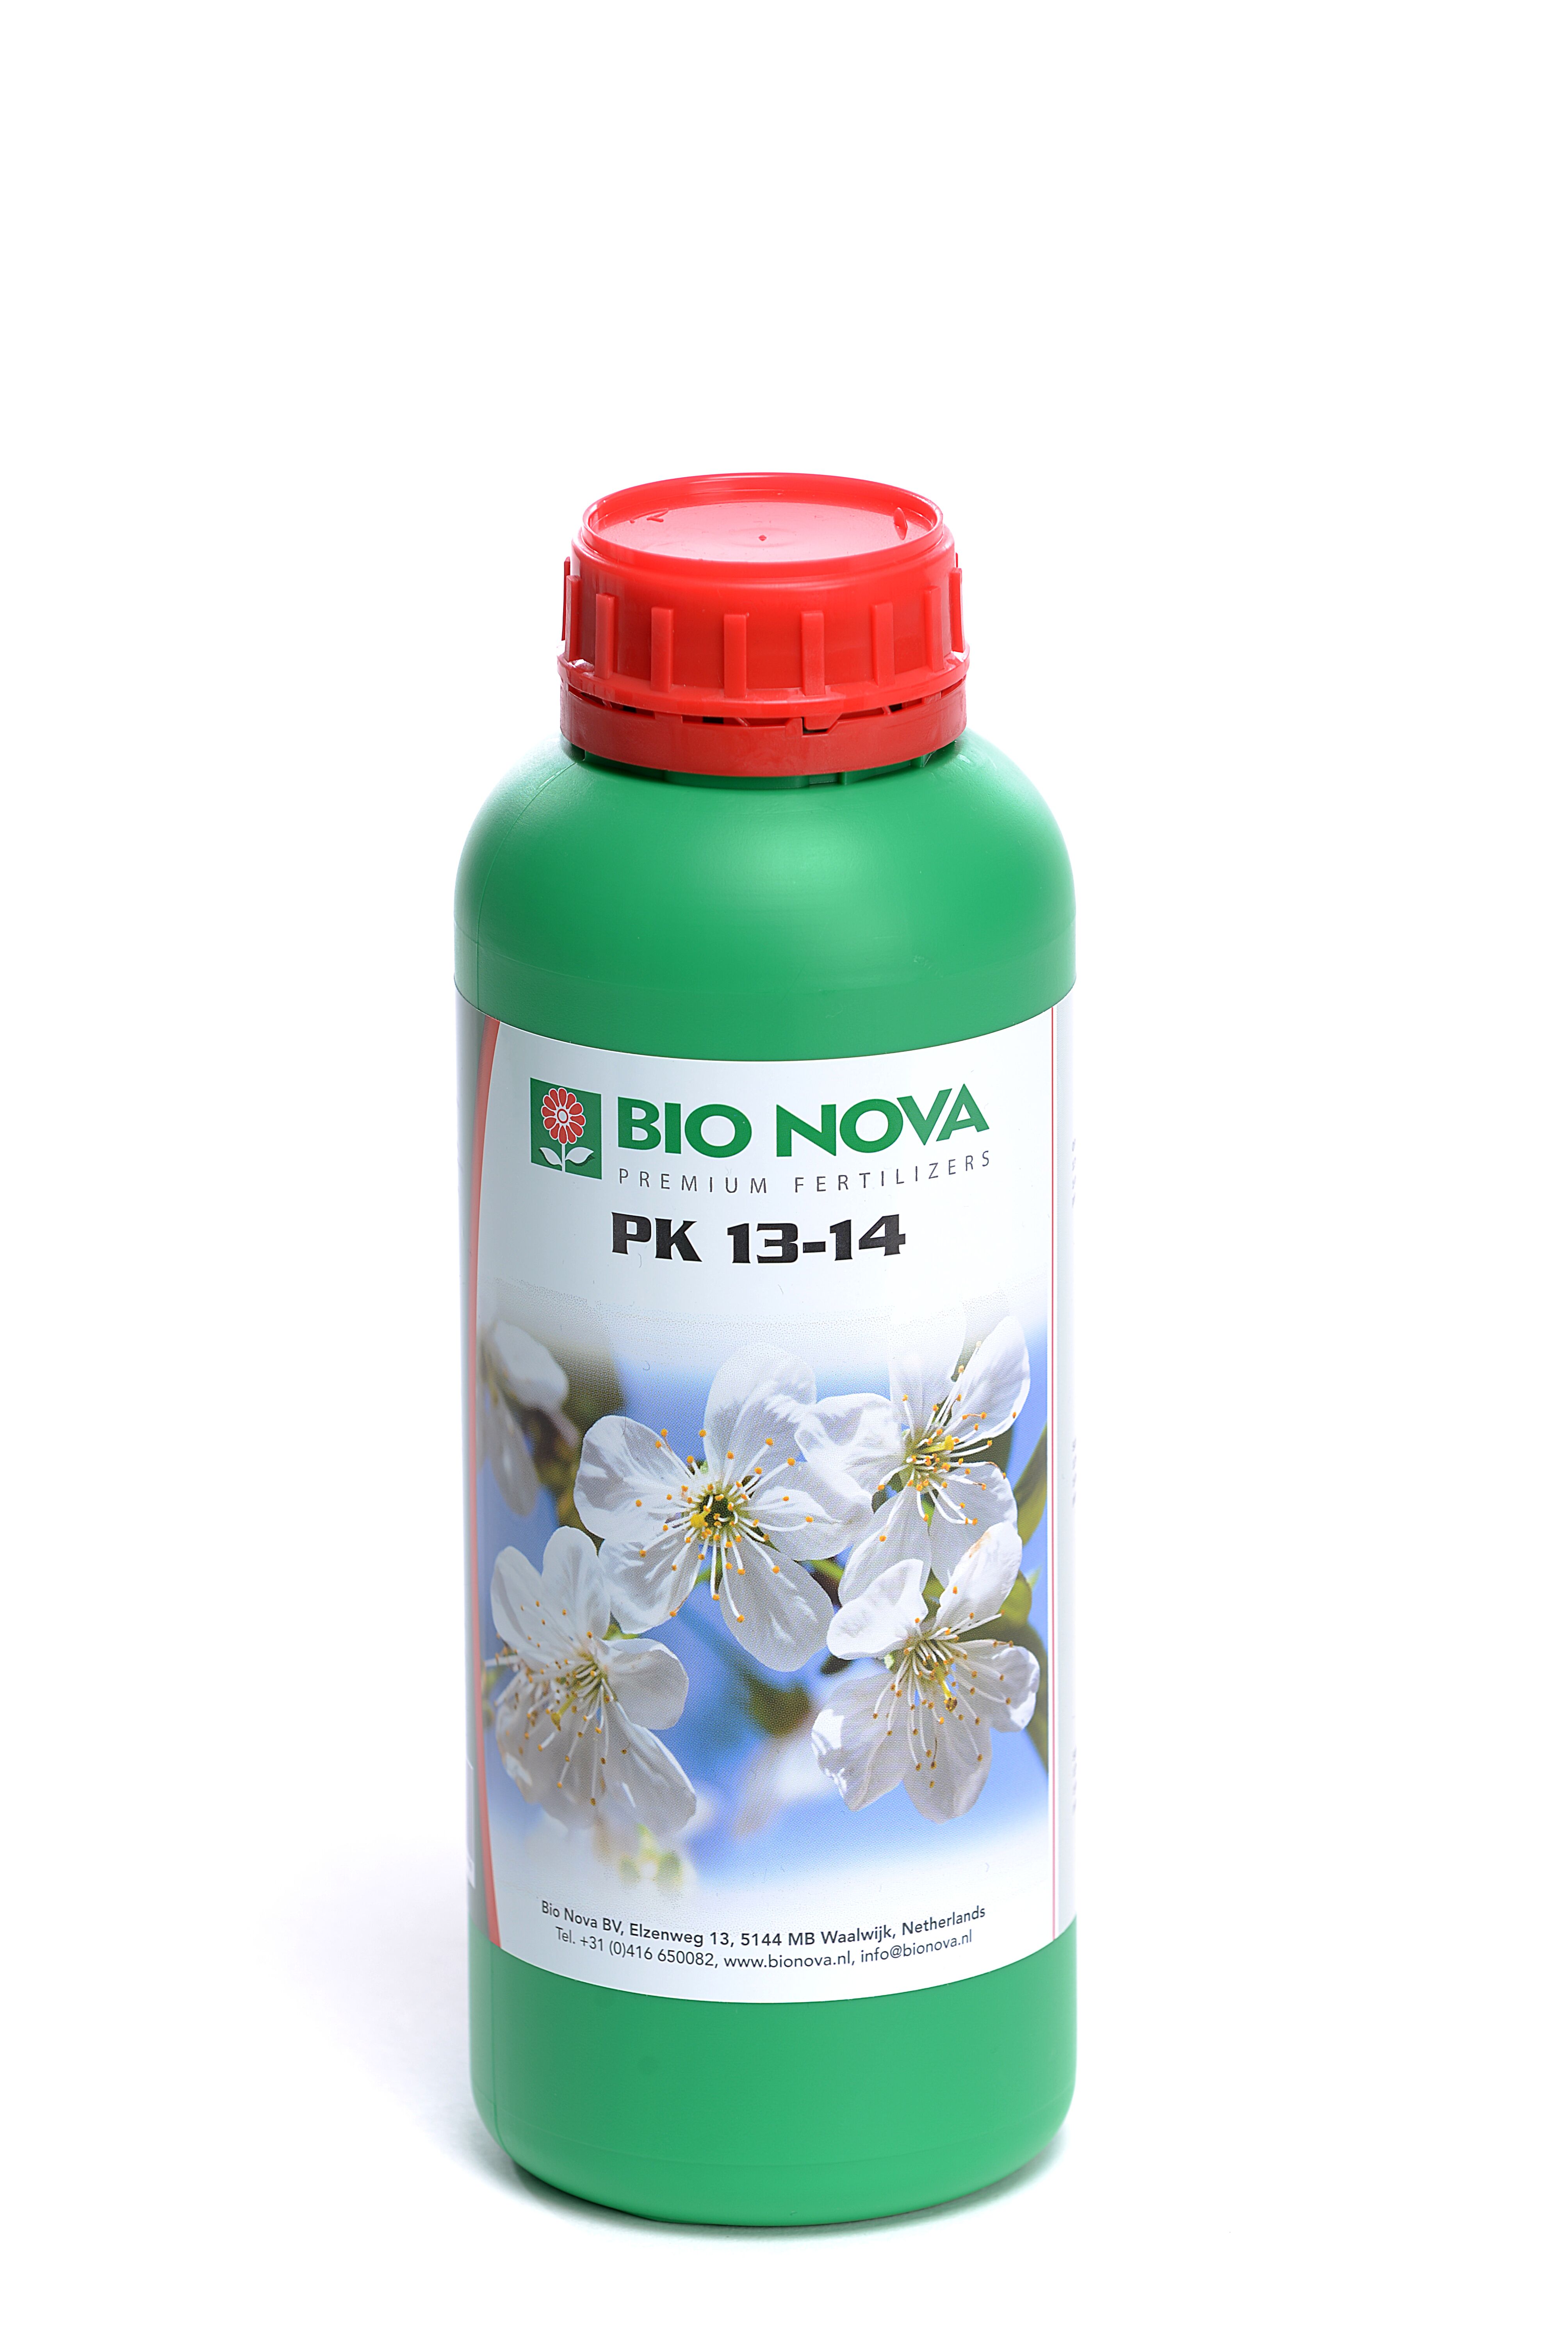 BIO NOVA
PREMIUM FERTILIZERS
PK 13-14
Bio Nova BV, Elzenweg 13, 5144 MB Waalwijk, Netherlands
Tel. +31 (0)416 650082, www.bionova.nl, info@bionova.nl